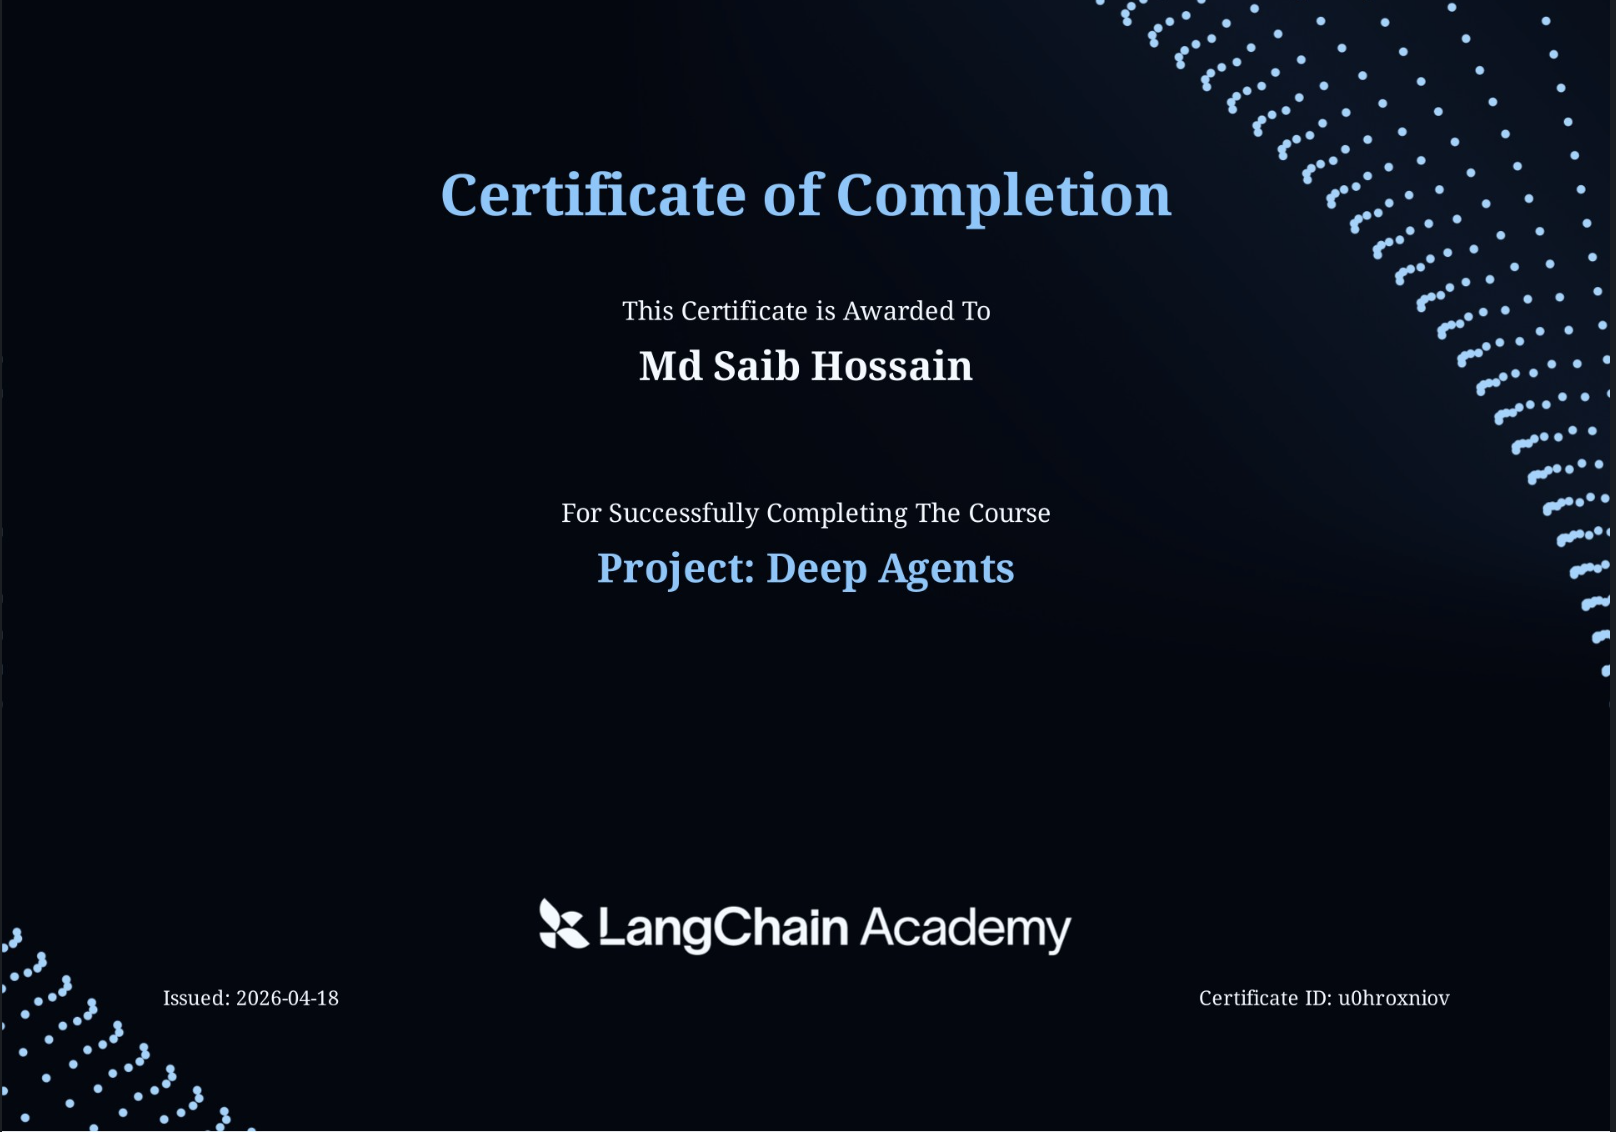 Certificate of Completion
This Certificate is Awarded To
Md Saib Hossain
For Successfully Completing The Course
Project: Deep Agents
LangChain Academy
Issued: 2026-04-18
Certificate ID: u0hroxniov